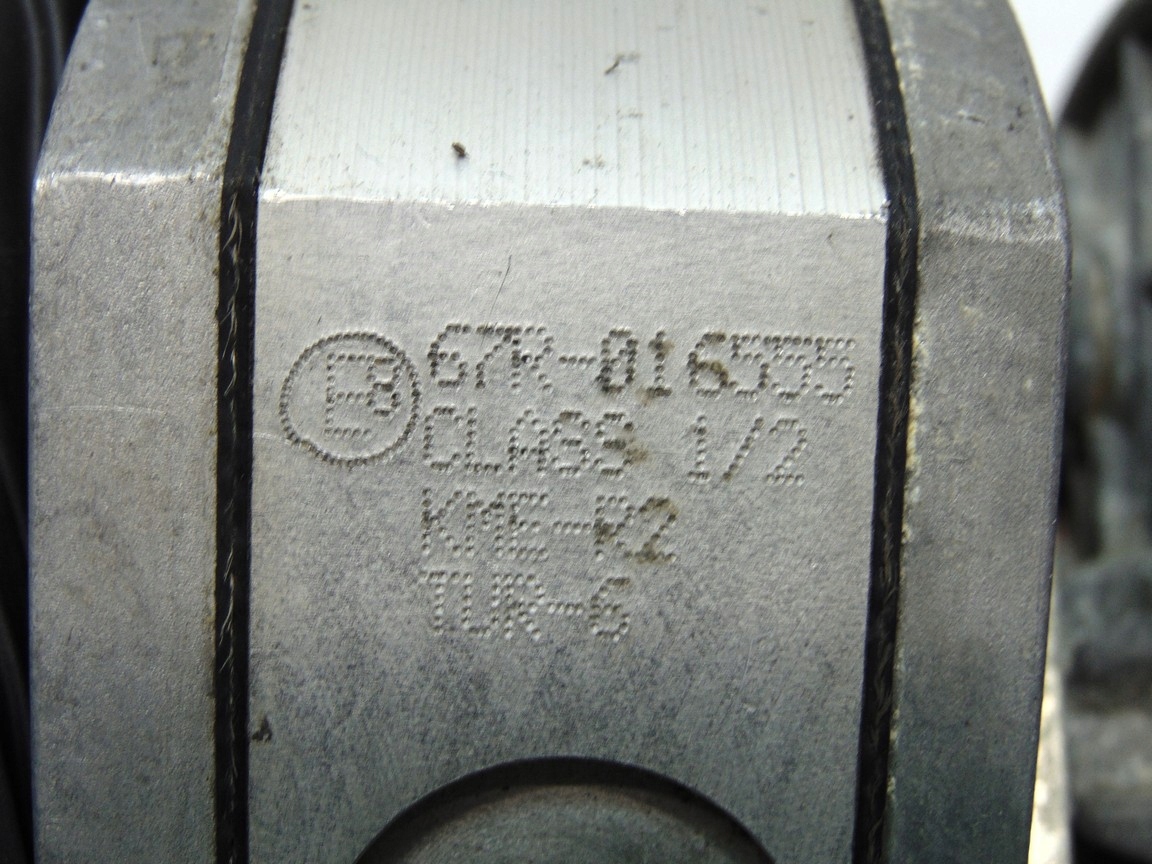 E8 67R-016555
CLASS 1/2
KME-R2
TUR-6